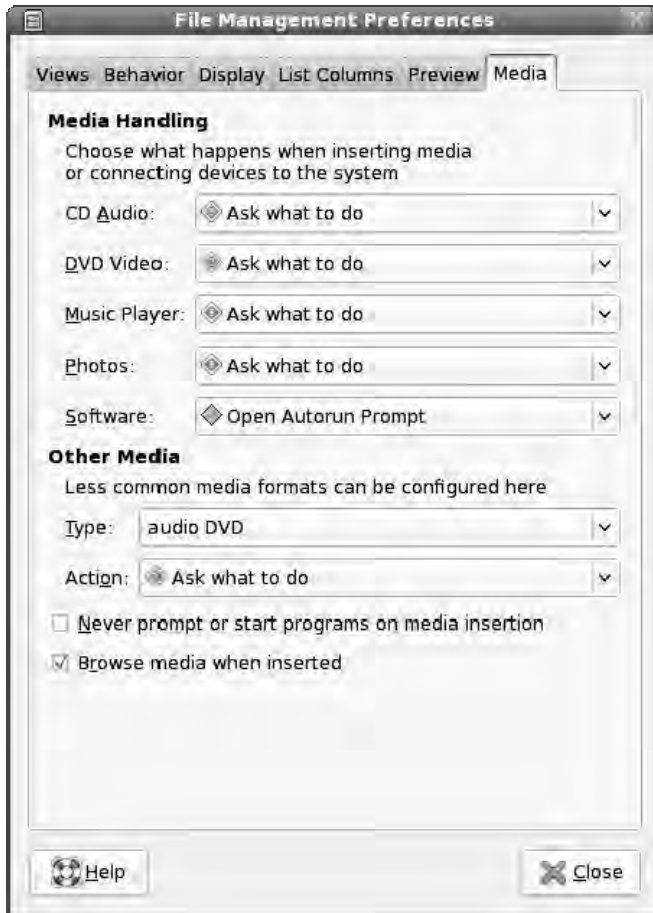 File Management Preferences
Views Behavior Display List Columns Preview Media
Media Handling
Choose what happens when inserting media
or connecting devices to the system
CD Audio: Ask what to do
DVD Video: Ask what to do
Music Player: Ask what to do
Photos: Ask what to do
Software: Open Autorun Prompt
Other Media
Less common media formats can be configured here
Type: audio DVD
Action: Ask what to do
Never prompt or start programs on media insertion
Browse media when inserted
Help Close